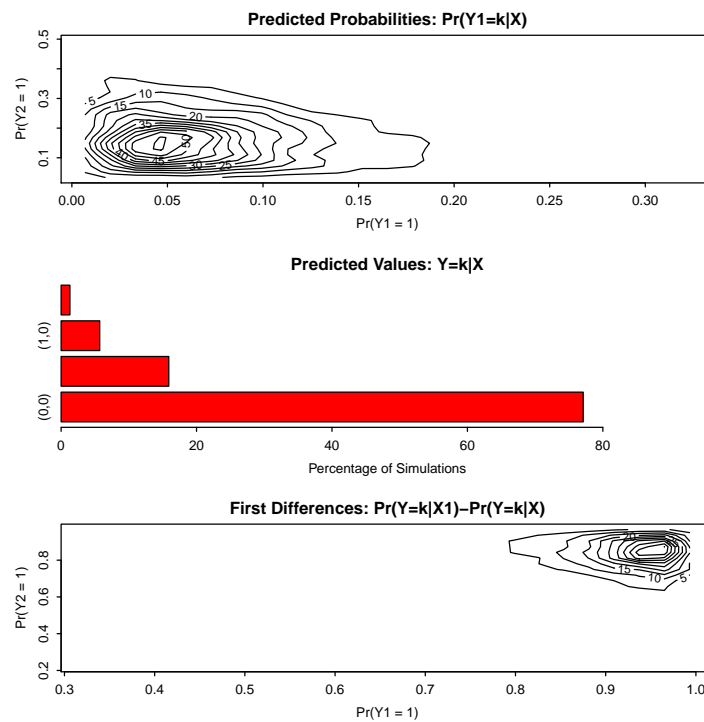 Predicted Probabilities: Pr(Y1=k|X)
0.5
0.3
0.1
Pr(Y2 = 1)
5
10
15
20
35
50
40
45
30
25
0.00 0.05 0.10 0.15 0.20 0.25 0.30
Pr(Y1 = 1)
Predicted Values: Y=k|X
(1,0)
(0,0)
0 20 40 60 80
Percentage of Simulations
First Differences: Pr(Y=k|X1)−Pr(Y=k|X)
0.8
0.6
0.4
0.2
Pr(Y2 = 1)
20
15
10
5
0.3 0.4 0.5 0.6 0.7 0.8 0.9 1.0
Pr(Y1 = 1)